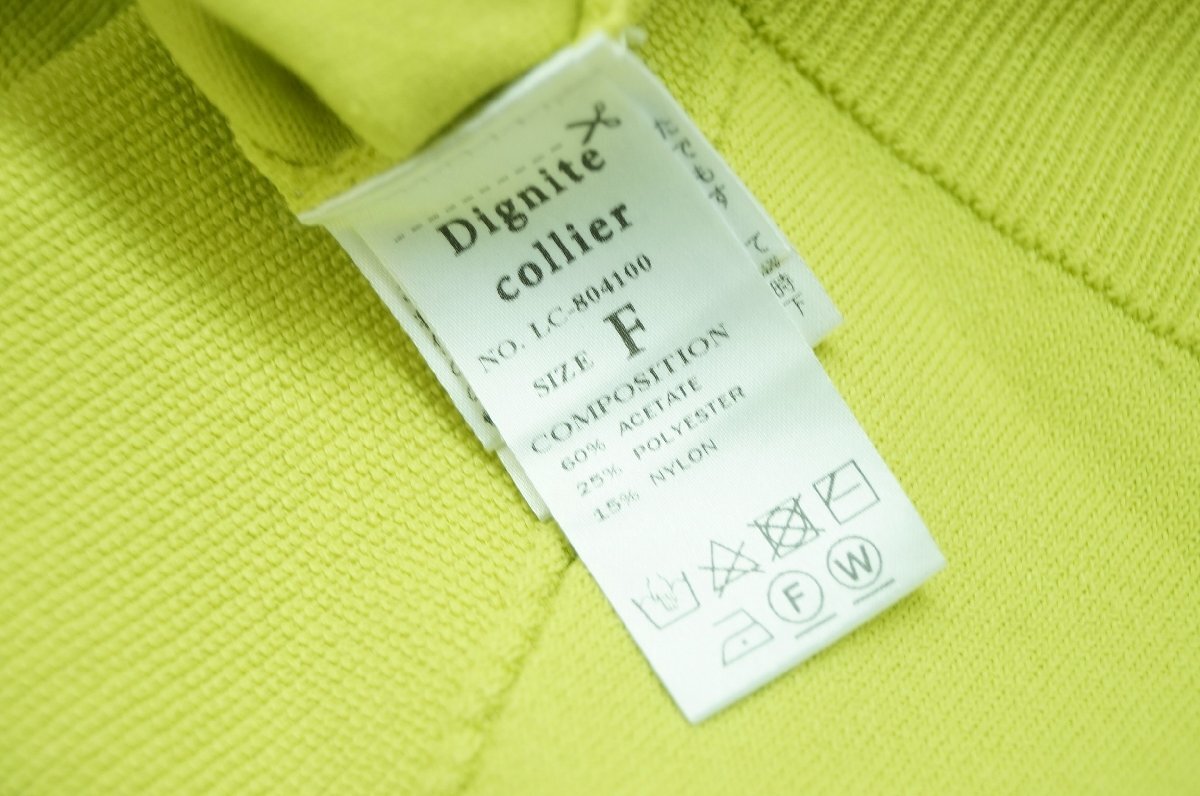 Dignite
collier
NO. LC-804100
SIZE F
COMPOSITION
60% ACETATE
25% POLYESTER
15% NYLON
F W